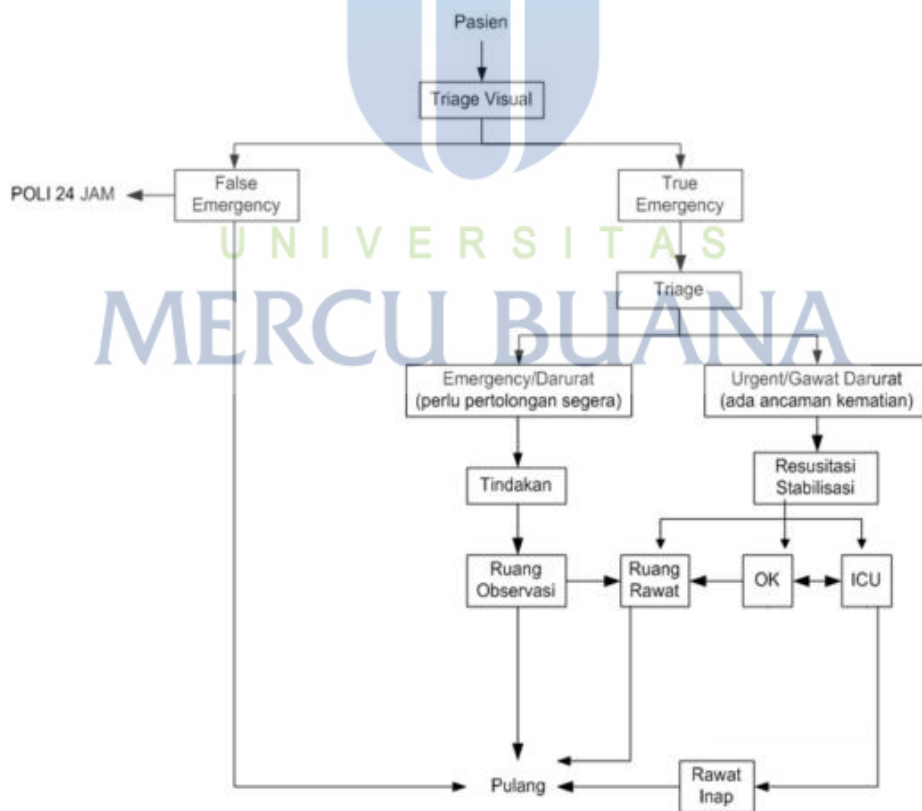 Pasien
Triage Visual
False
Emergency
True
Emergency
POLI 24 JAM
UNIVERSITAS
Triage
MERCU BUANA
Emergency/Darurat
(perlu pertolongan segera)
Urgent/Gawat Darurat
(ada ancaman kematian)
Resusitasi
Stabilisasi
Tindakan
Ruang
Observasi
Ruang
Rawat
OK
ICU
Pulang
Rawat
Inap